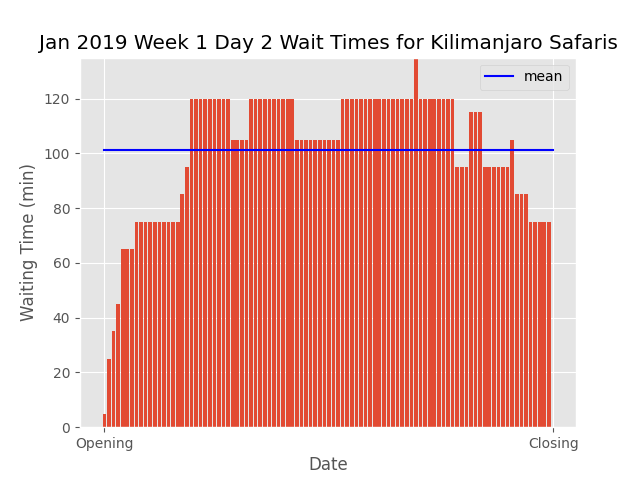 Jan 2019 Week 1 Day 2 Wait Times for Kilimanjaro Safaris
mean
120
100
80
60
40
20
0
Waiting Time (min)
Opening
Closing
Date